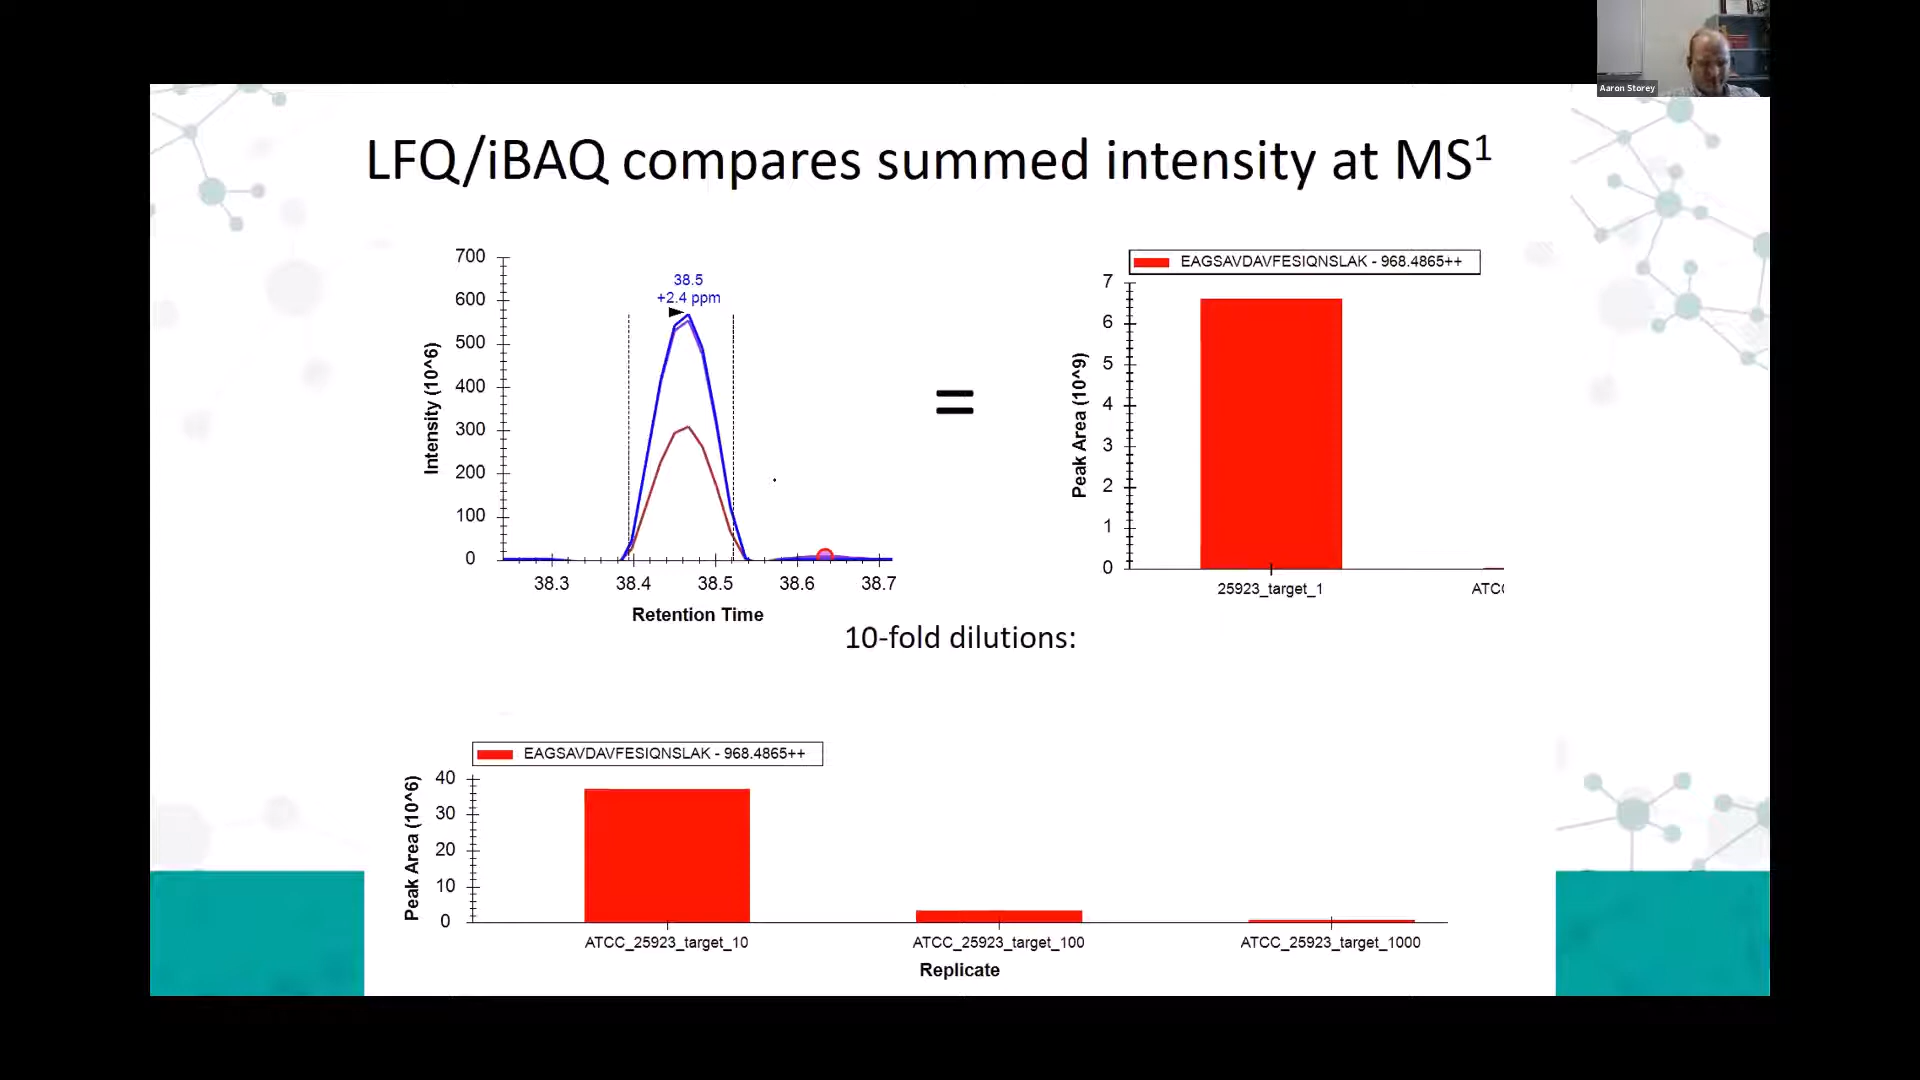 Aaron Storey
LFQ/iBAQ compares summed intensity at MS1
700
600
500
400
300
200
100
0
Intensity (10^6)
38.5
+2.4 ppm
38.3 38.4 38.5 38.6 38.7
Retention Time
=
EAGSAVDAVFESIQNSLAK - 968.4865++
7
6
5
4
3
2
1
0
Peak Area (10^9)
25923_target_1 ATCC
10-fold dilutions:
EAGSAVDAVFESIQNSLAK - 968.4865++
40
30
20
10
0
Peak Area (10^6)
ATCC_25923_target_10 ATCC_25923_target_100 ATCC_25923_target_1000
Replicate